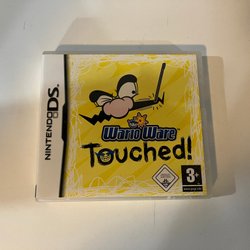 NINTENDO DS
WarioWare
Touched!
3+